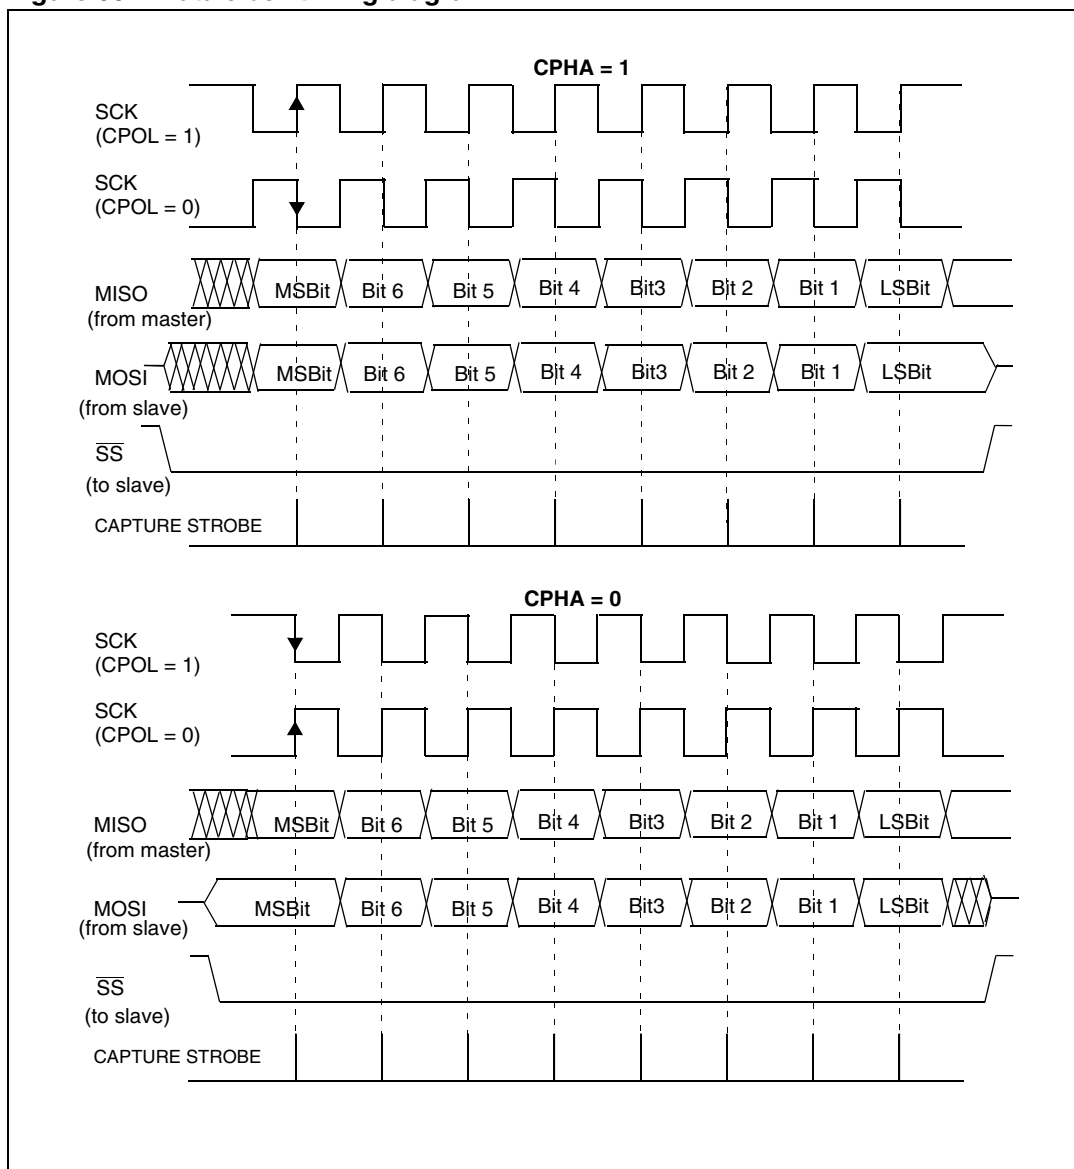 CPHA = 1
SCK
(CPOL = 1)
SCK
(CPOL = 0)
MISO
(from master)
MSBit Bit 6 Bit 5 Bit 4 Bit3 Bit 2 Bit 1 LSBit
MOSI
(from slave)
MSBit Bit 6 Bit 5 Bit 4 Bit3 Bit 2 Bit 1 LSBit
SS
(to slave)
CAPTURE STROBE
CPHA = 0
SCK
(CPOL = 1)
SCK
(CPOL = 0)
MISO
(from master)
MSBit Bit 6 Bit 5 Bit 4 Bit3 Bit 2 Bit 1 LSBit
MOSI
(from slave)
MSBit Bit 6 Bit 5 Bit 4 Bit3 Bit 2 Bit 1 LSBit
SS
(to slave)
CAPTURE STROBE